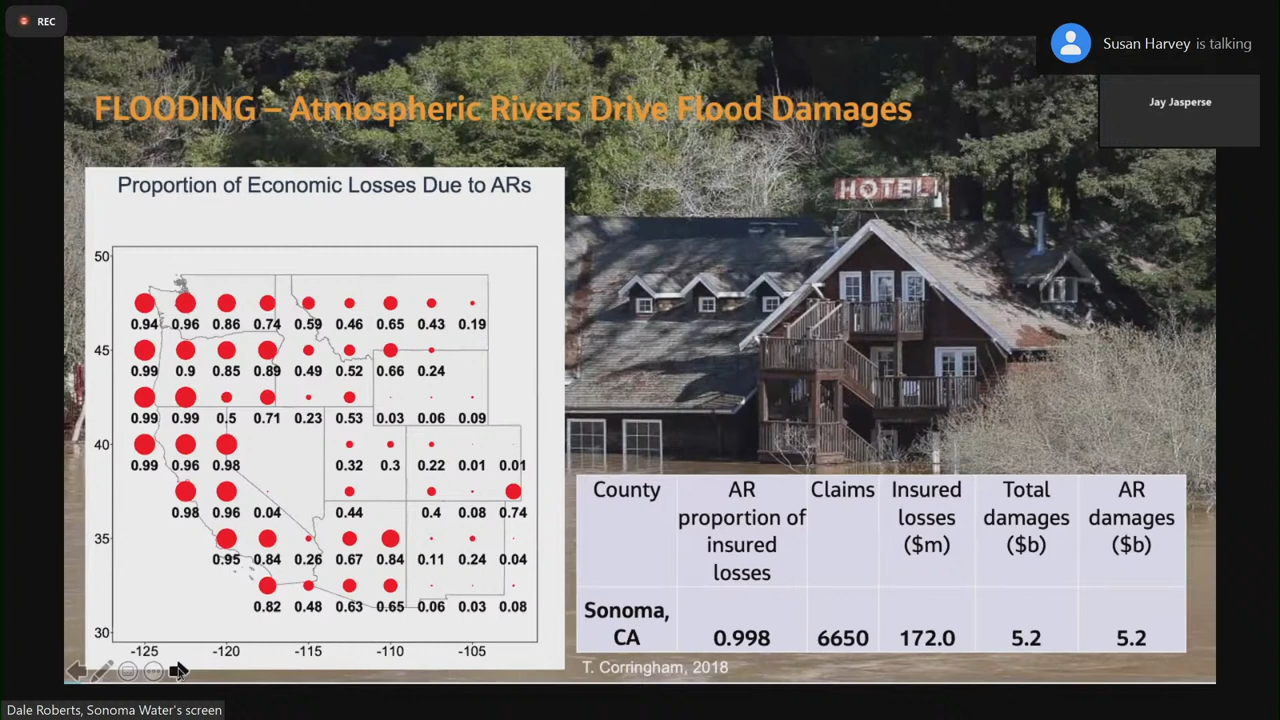 REC
Susan Harvey is talking
Jay Jasperse
FLOODING – Atmospheric Rivers Drive Flood Damages
HOTEL
Proportion of Economic Losses Due to ARs
50
0.94 0.96 0.86 0.74 0.59 0.46 0.65 0.43 0.19
45
0.99 0.9 0.85 0.89 0.49 0.52 0.66 0.24
0.99 0.99 0.5 0.71 0.23 0.53 0.03 0.06 0.09
40
0.99 0.96 0.98 0.32 0.3 0.22 0.01 0.01
0.98 0.96 0.04 0.44 0.4 0.08 0.74
35
0.95 0.84 0.26 0.67 0.84 0.11 0.24 0.04
0.82 0.48 0.63 0.65 0.06 0.03 0.08
30
-125 -120 -115 -110 -105
County AR Claims Insured Total AR
proportion of losses damages damages
insured ($m) ($b) ($b)
losses
Sonoma,
CA 0.998 6650 172.0 5.2 5.2
T. Corringham, 2018
Dale Roberts, Sonoma Water's screen